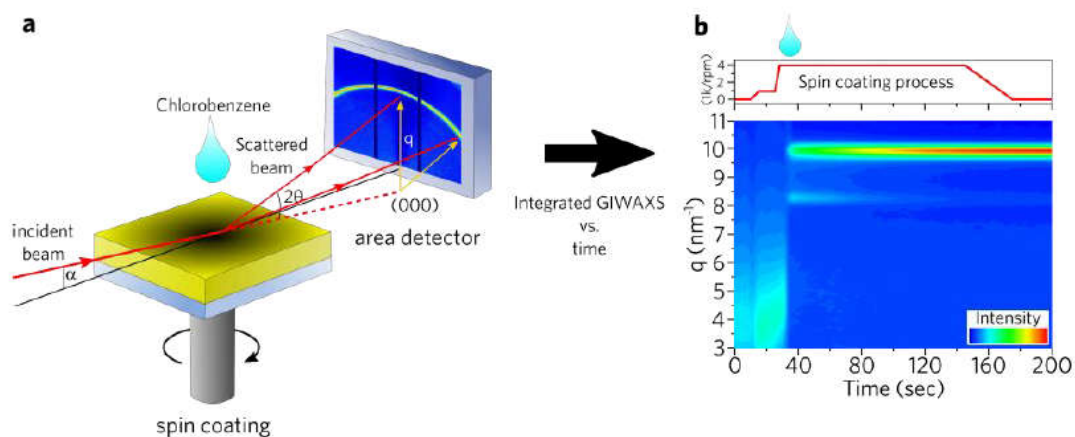 a
Chlorobenzene
Scattered
beam
q
2θ
(000)
incident
beam
α
area detector
spin coating
Integrated GIWAXS
vs.
time
b
(1k/rpm)
4
2
0
Spin coating process
q (nm⁻¹)
11
10
9
8
7
6
5
4
3
Intensity
0 40 80 120 160 200
Time (sec)